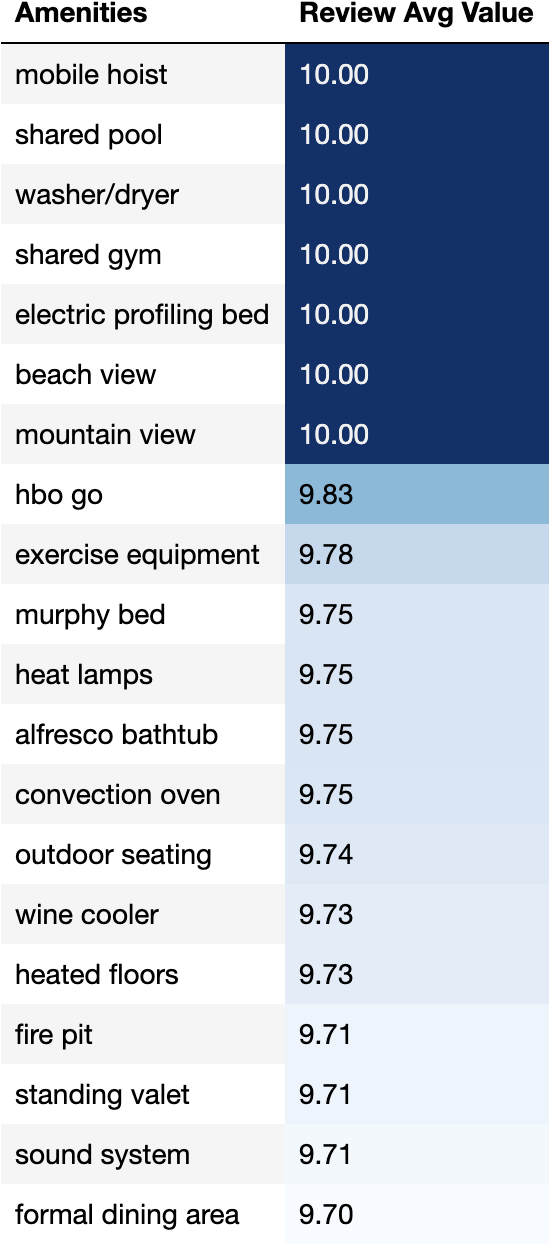 Amenities Review Avg Value
mobile hoist 10.00
shared pool 10.00
washer/dryer 10.00
shared gym 10.00
electric profiling bed 10.00
beach view 10.00
mountain view 10.00
hbo go 9.83
exercise equipment 9.78
murphy bed 9.75
heat lamps 9.75
alfresco bathtub 9.75
convection oven 9.75
outdoor seating 9.74
wine cooler 9.73
heated floors 9.73
fire pit 9.71
standing valet 9.71
sound system 9.71
formal dining area 9.70